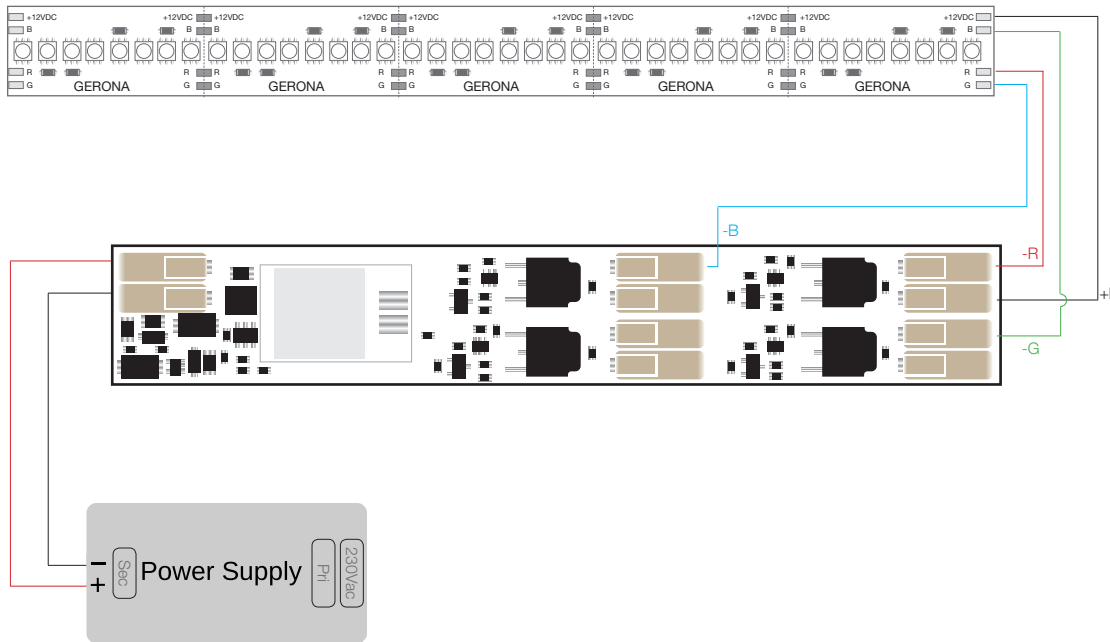 +12VDC +12VDC +12VDC +12VDC +12VDC +12VDC +12VDC +12VDC +12VDC +12VDC
B B B B B B B B B B
R R R R R R R R R R
G G G G G G G G G G
GERONA GERONA GERONA GERONA GERONA
-B
-R
-G
Power Supply
-
+
Sec
Pri
230Vac